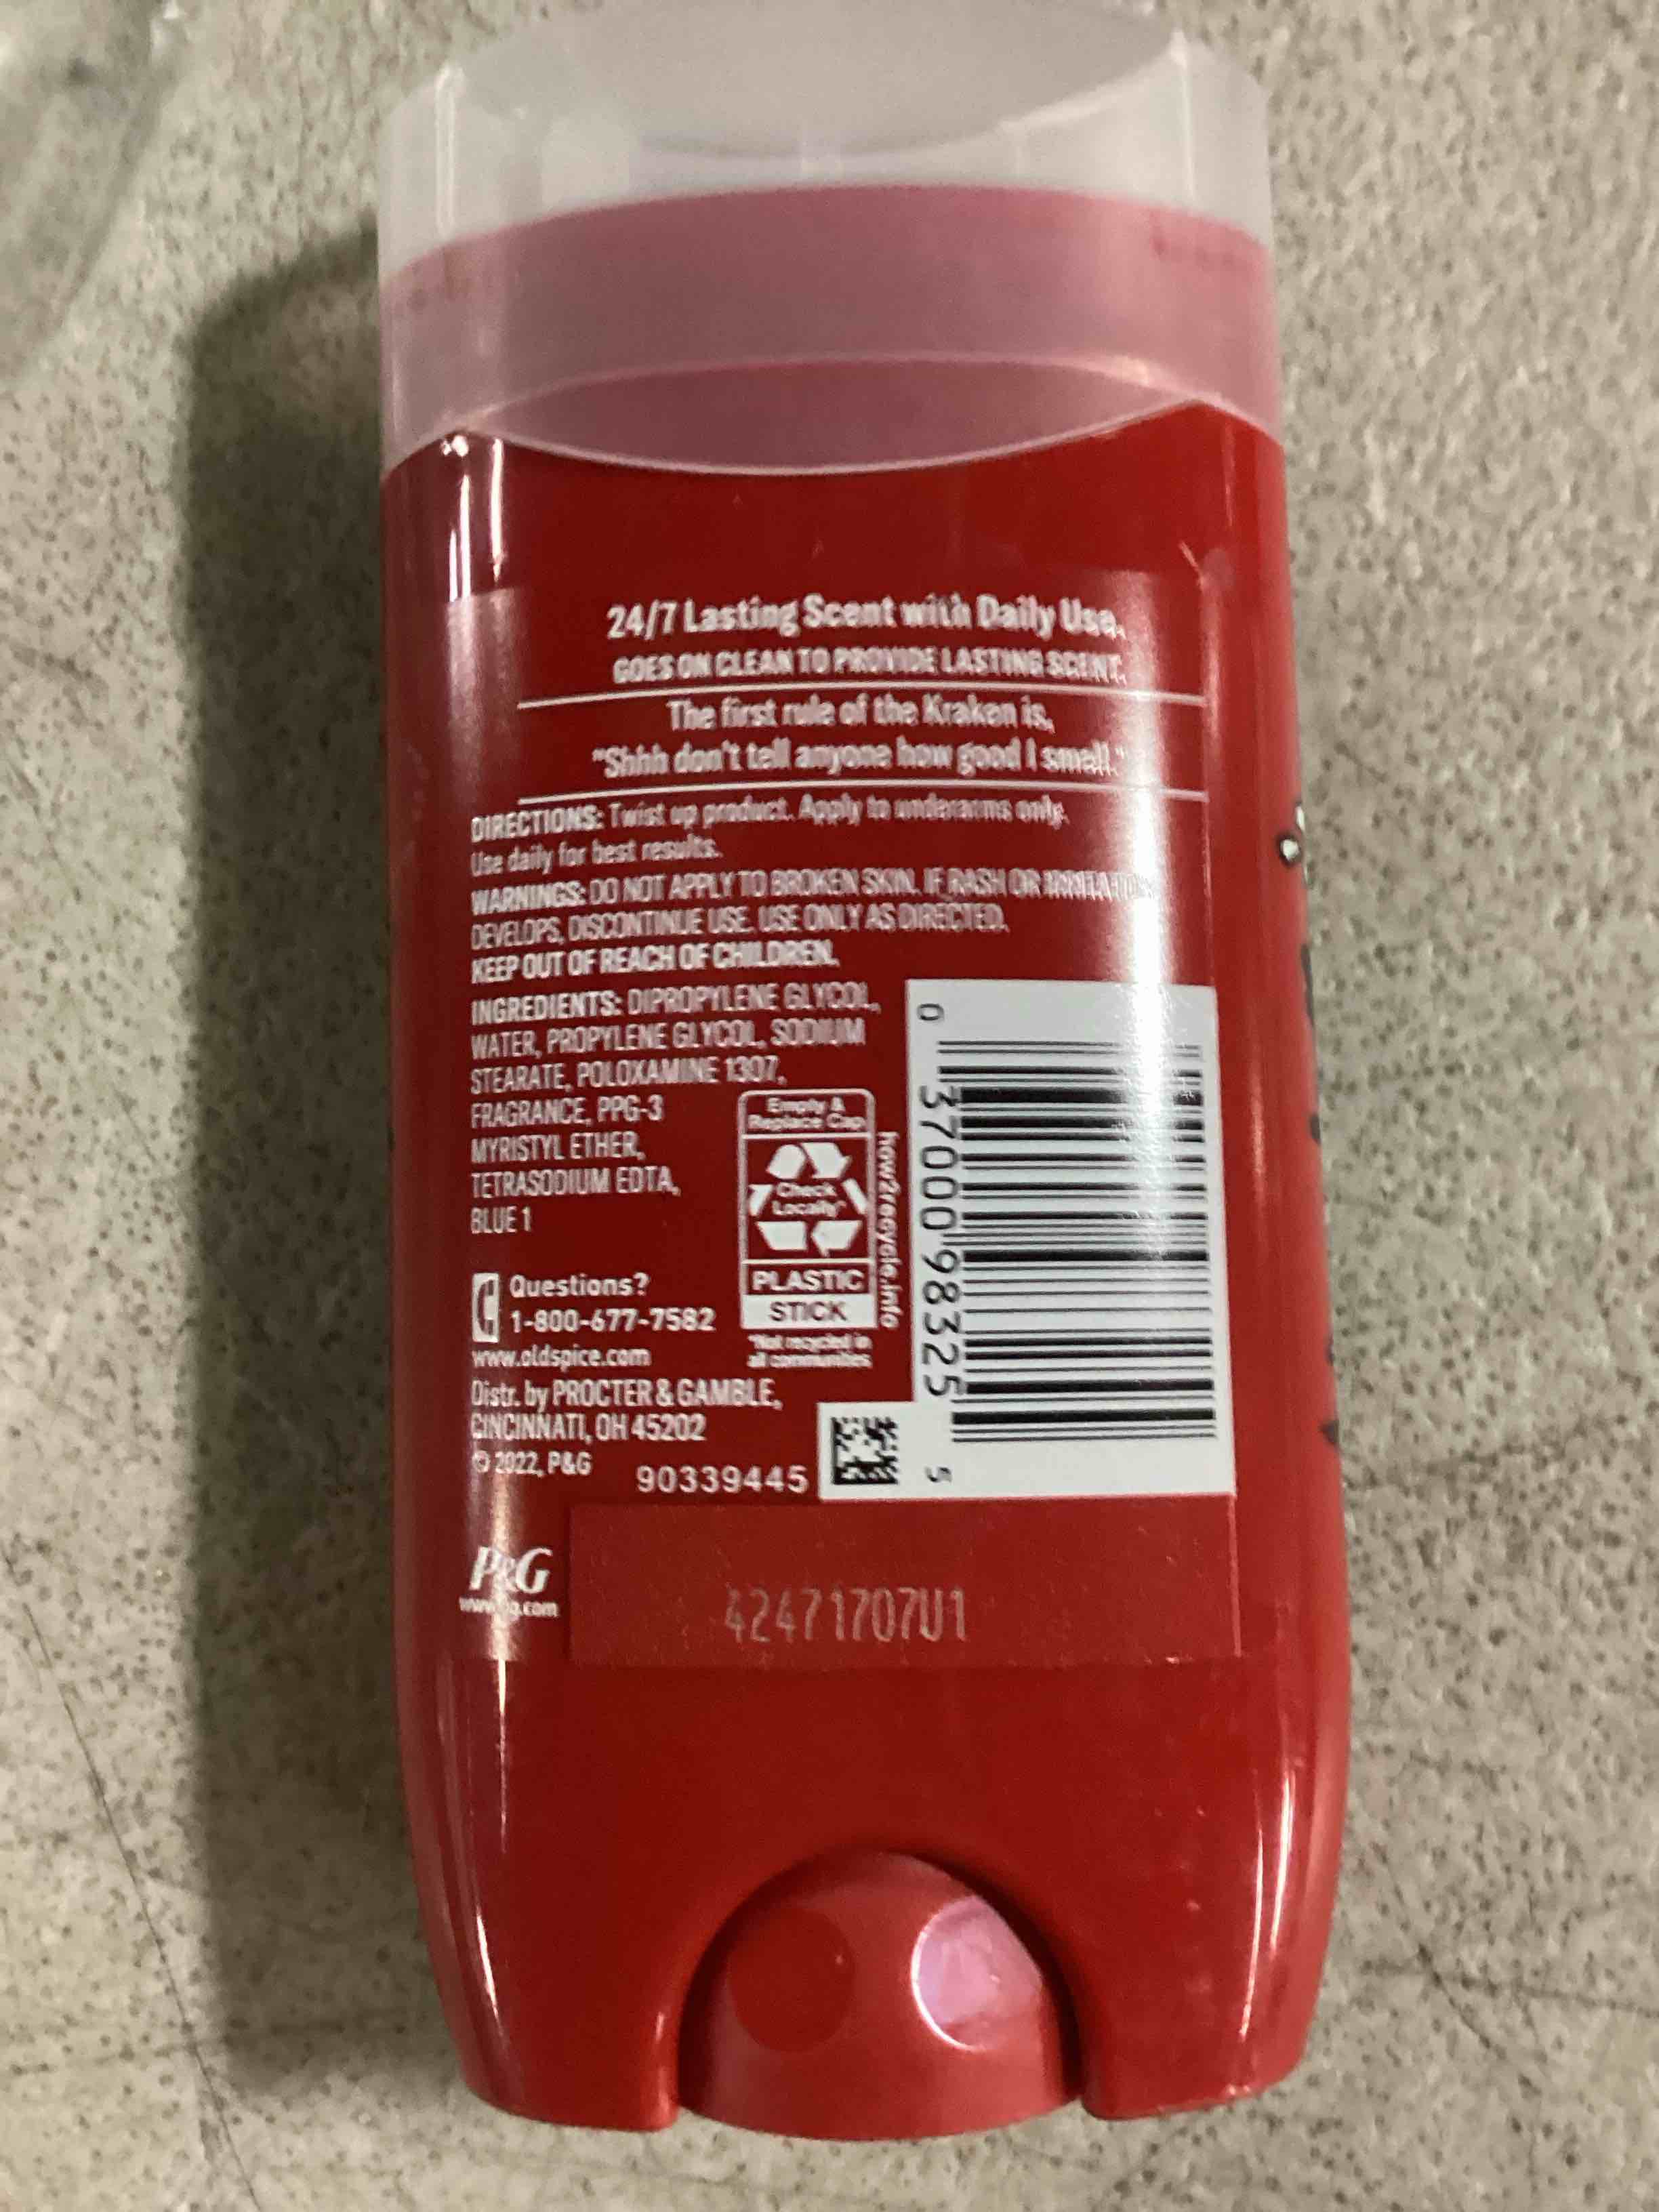 24/7 Lasting Scent with Daily Use.
GOES ON CLEAN TO PROVIDE LASTING SCENT.
The first rule of the Kraken is,
"Shhh don't tell anyone how good I smell."
DIRECTIONS: Twist up product. Apply to underarms only.
Use daily for best results.
WARNINGS: DO NOT APPLY TO BROKEN SKIN. IF RASH OR IRRITATION
DEVELOPS, DISCONTINUE USE. USE ONLY AS DIRECTED.
KEEP OUT OF REACH OF CHILDREN.
INGREDIENTS: DIPROPYLENE GLYCOL,
WATER, PROPYLENE GLYCOL, SODIUM
STEARATE, POLOXAMINE 1307,
FRAGRANCE, PPG-3
MYRISTYL ETHER,
TETRASODIUM EDTA,
BLUE 1
Empty &
Replace Cap
Check
Locally*
PLASTIC
STICK
how2recycle.info
*Not recycled in
all communities
0 37000 98325 5
Questions?
1-800-677-7582
www.oldspice.com
Distr. by PROCTER & GAMBLE,
CINCINNATI, OH 45202
© 2022, P&G
90339445
P&G
www.pg.com
42471707U1